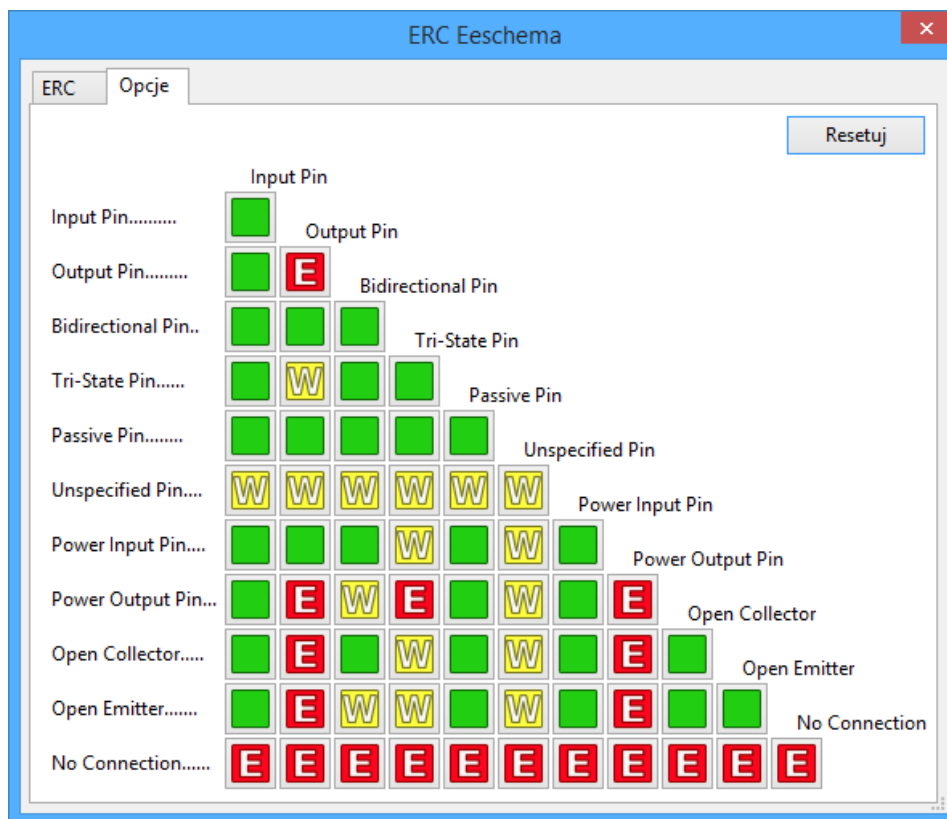 ERC Eeschema
ERC Opcje
Resetuj
Input Pin
Input Pin..........
Output Pin
Output Pin.........
E
Bidirectional Pin
Bidirectional Pin..
Tri-State Pin
Tri-State Pin......
W
Passive Pin
Passive Pin........
Unspecified Pin
Unspecified Pin....
W W W W W W
Power Input Pin
Power Input Pin....
W W
Power Output Pin
Power Output Pin...
E W E W E
Open Collector
Open Collector.....
E W W E
Open Emitter
Open Emitter.......
E W W W E
No Connection
No Connection......
E E E E E E E E E E E